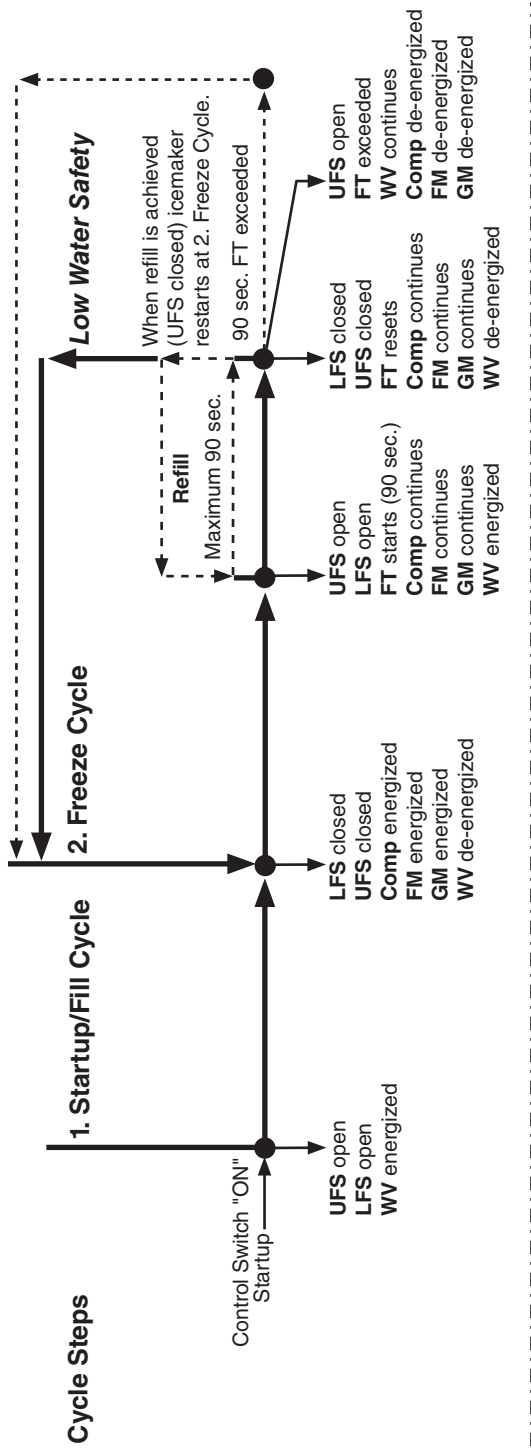 Cycle Steps
1. Startup/Fill Cycle
2. Freeze Cycle
Low Water Safety
When refill is achieved
(UFS closed) icemaker
restarts at 2. Freeze Cycle.
Refill
Maximum 90 sec.
90 sec. FT exceeded
Control Switch "ON"
Startup
UFS open
LFS open
WV energized
LFS closed
UFS closed
Comp energized
FM energized
GM energized
WV de-energized
UFS open
LFS open
FT starts (90 sec.)
Comp continues
FM continues
GM continues
WV energized
LFS closed
UFS closed
FT resets
Comp continues
FM continues
GM continues
WV de-energized
UFS open
FT exceeded
WV continues
Comp de-energized
FM de-energized
GM de-energized